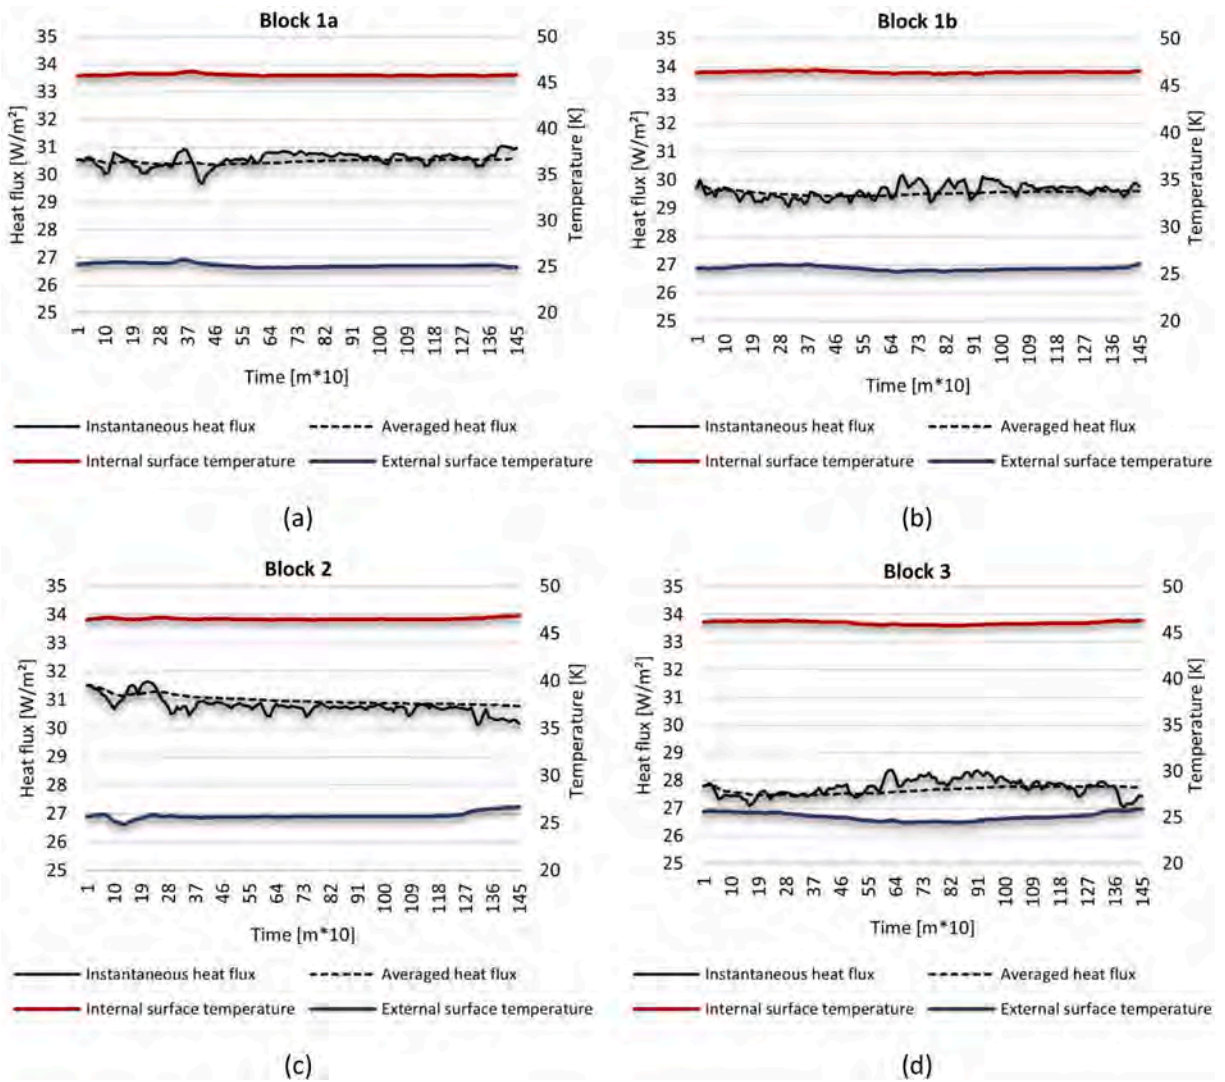 Block 1a
35
34
33
32
31
30
29
28
27
26
25
Heat flux [W/m²]
50
45
40
35
30
25
20
Temperature [K]
1 10 19 28 37 46 55 64 73 82 91 100 109 118 127 136 145
Time [m*10]
Instantaneous heat flux Averaged heat flux
Internal surface temperature External surface temperature
(a)
Block 1b
35
34
33
32
31
30
29
28
27
26
25
Heat flux [W/m²]
50
45
40
35
30
25
20
Temperature [K]
1 10 19 28 37 46 55 64 73 82 91 100 109 118 127 136 145
Time [m*10]
Instantaneous heat flux Averaged heat flux
Internal surface temperature External surface temperature
(b)
Block 2
35
34
33
32
31
30
29
28
27
26
25
Heat flux [W/m²]
50
45
40
35
30
25
20
Temperature [K]
1 10 19 28 37 46 55 64 73 82 91 100 109 118 127 136 145
Time [m*10]
Instantaneous heat flux Averaged heat flux
Internal surface temperature External surface temperature
(c)
Block 3
35
34
33
32
31
30
29
28
27
26
25
Heat flux [W/m²]
50
45
40
35
30
25
20
Temperature [K]
1 10 19 28 37 46 55 64 73 82 91 100 109 118 127 136 145
Time [m*10]
Instantaneous heat flux Averaged heat flux
Internal surface temperature External surface temperature
(d)